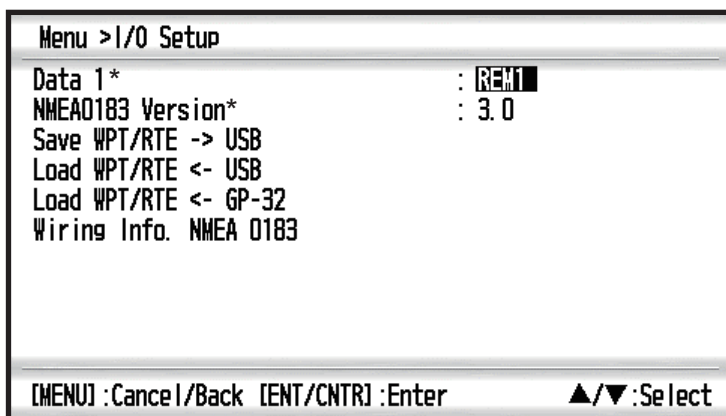 Menu >I/O Setup
Data 1* : REM1
NMEA0183 Version* : 3.0
Save WPT/RTE -> USB
Load WPT/RTE <- USB
Load WPT/RTE <- GP-32
Wiring Info. NMEA 0183
[MENU]:Cancel/Back [ENT/CNTR]:Enter ▲/▼:Select